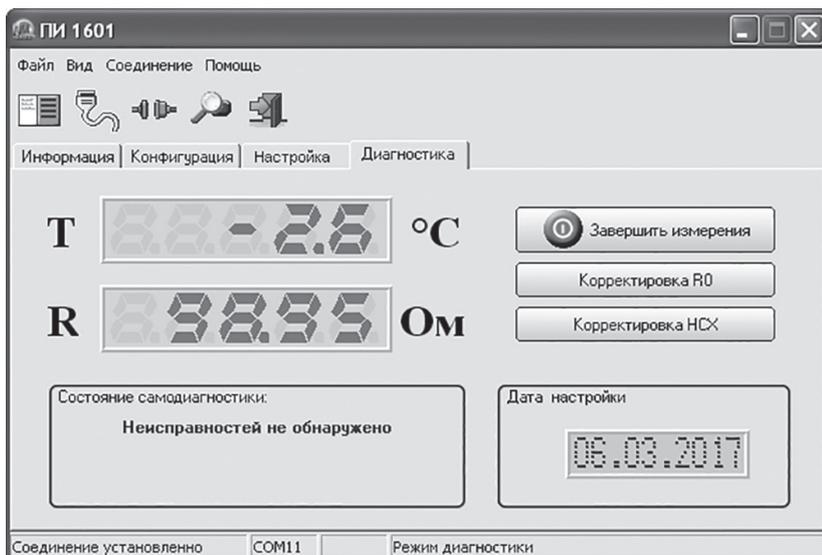 ПИ 1601
Файл Вид Соединение Помощь
Информация Конфигурация Настройка Диагностика
T -2.6 °C
R 98.95 Ом
Завершить измерения
Корректировка R0
Корректировка НСХ
Состояние самодиагностики:
Неисправностей не обнаружено
Дата настройки
06.03.2017
Соединение установленно COM11 Режим диагностики